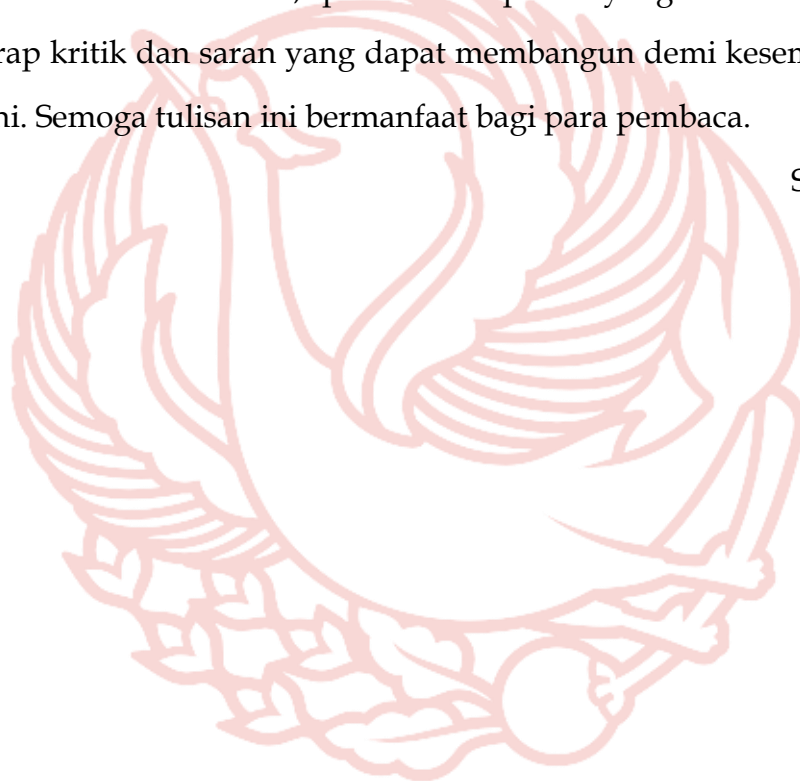 rap kritik dan saran yang dapat membangun demi kesem
ni. Semoga tulisan ini bermanfaat bagi para pembaca.
S